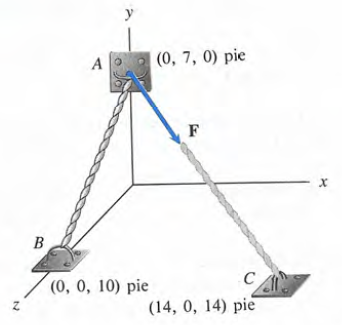 y
A
(0, 7, 0) pie
F
x
B
C
(0, 0, 10) pie
z
(14, 0, 14) pie